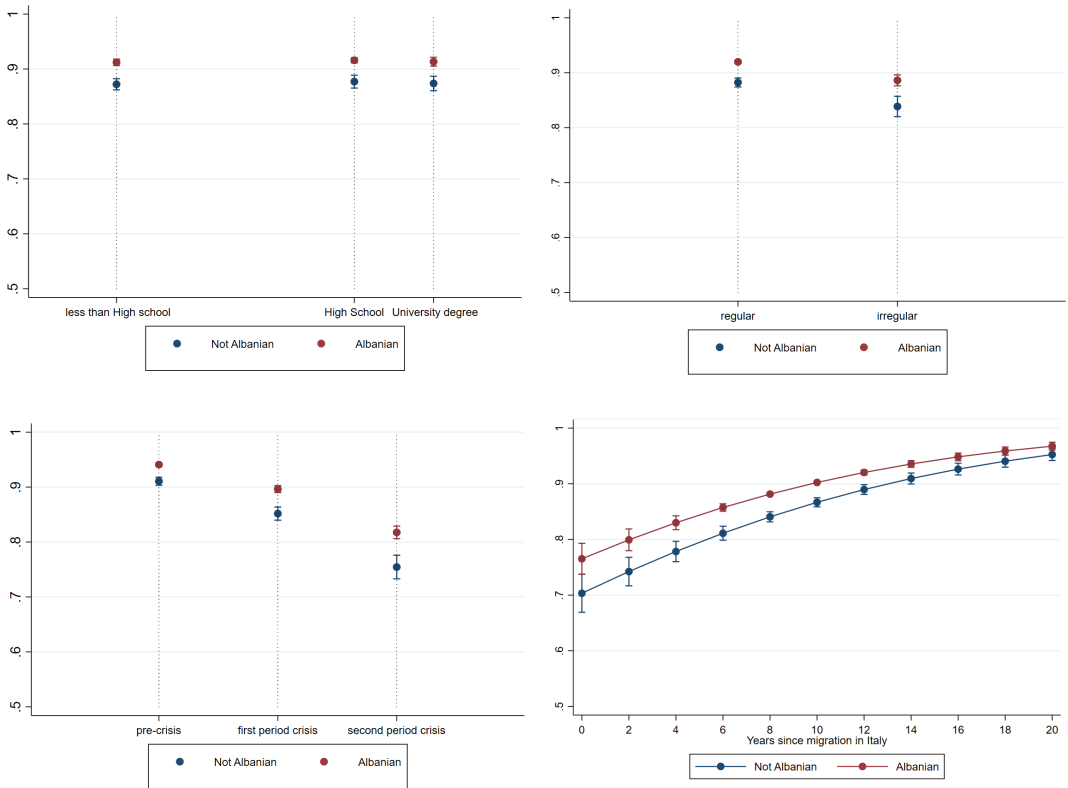 1
.9
.8
.7
.6
.5
less than High school High School University degree
Not Albanian Albanian
1
.9
.8
.7
.6
.5
regular irregular
Not Albanian Albanian
1
.9
.8
.7
.6
.5
pre-crisis first period crisis second period crisis
Not Albanian Albanian
1
.9
.8
.7
.6
.5
0 2 4 6 8 10 12 14 16 18 20
Years since migration in Italy
Not Albanian Albanian